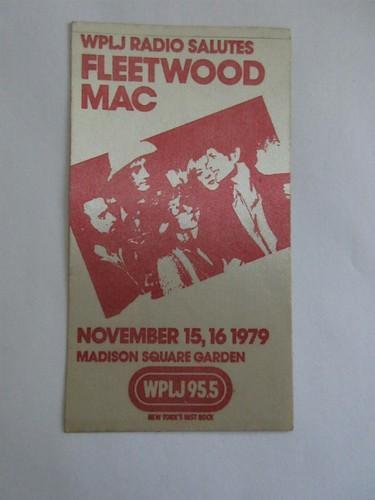 WPLJ RADIO SALUTES
FLEETWOOD
MAC
NOVEMBER 15, 16 1979
MADISON SQUARE GARDEN
WPLJ 95.5
NEW YORK'S BEST ROCK